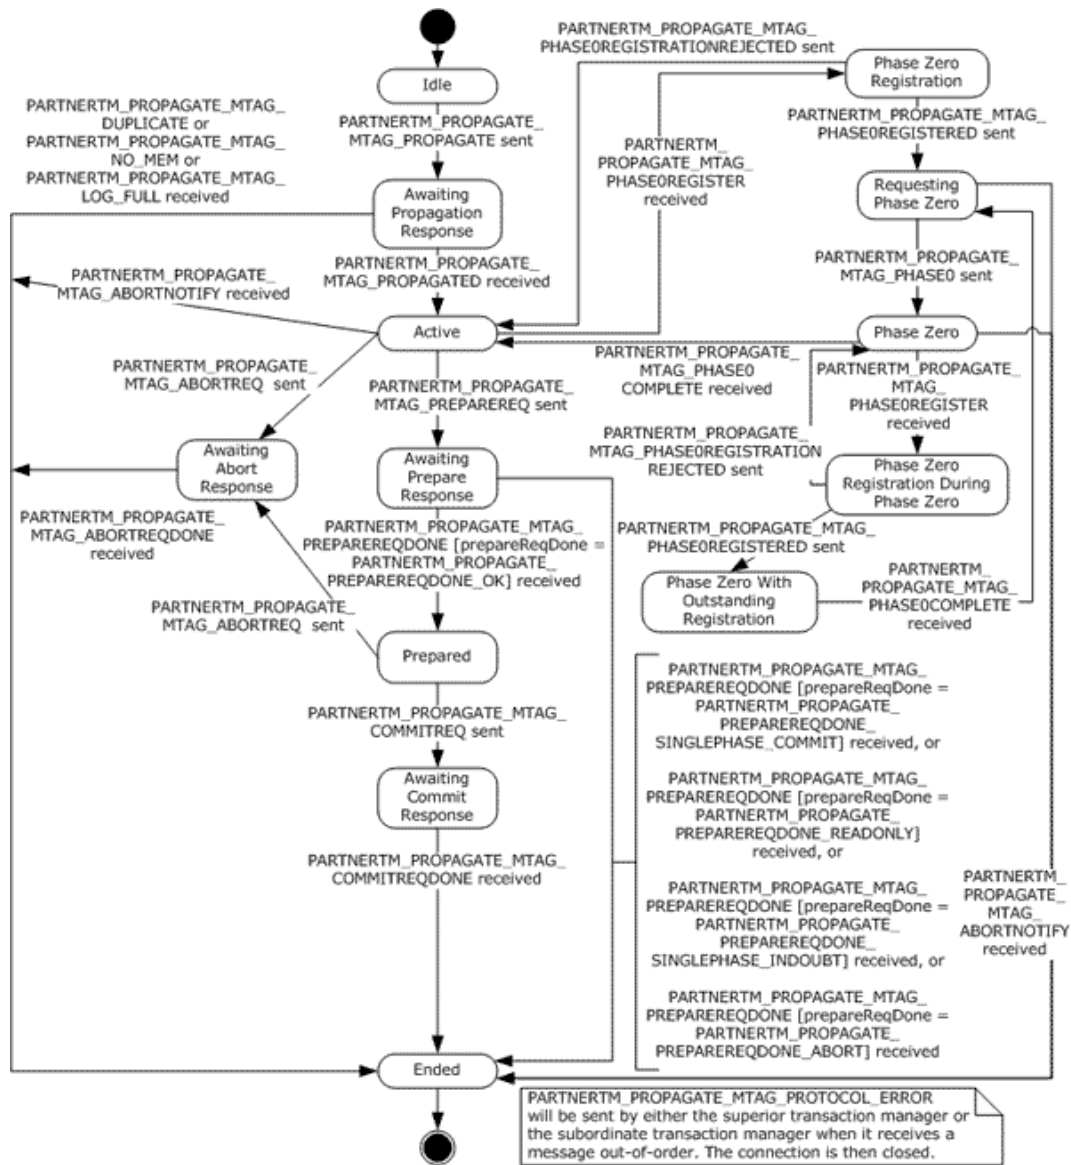 PARTNERTM_PROPAGATE_MTAG_
PHASE0REGISTRATIONREJECTED sent
Phase Zero
Registration
Idle
PARTNERTM_PROPAGATE_MTAG_
DUPLICATE or
PARTNERTM_PROPAGATE_MTAG_
NO_MEM or
PARTNERTM_PROPAGATE_MTAG_
LOG_FULL received
PARTNERTM_PROPAGATE_
MTAG_PROPAGATE sent
PARTNERTM_
PROPAGATE_MTAG_
PHASE0REGISTER
received
PARTNERTM_PROPAGATE_MTAG_
PHASE0REGISTERED sent
Awaiting
Propagation
Response
Requesting
Phase Zero
PARTNERTM_PROPAGATE_
MTAG_ABORTNOTIFY received
PARTNERTM_PROPAGATE_
MTAG_PROPAGATED received
PARTNERTM_PROPAGATE_
MTAG_PHASE0 sent
Active
Phase Zero
PARTNERTM_PROPAGATE_
MTAG_ABORTREQ sent
PARTNERTM_PROPAGATE_
MTAG_PREPAREREQ sent
PARTNERTM_PROPAGATE_
MTAG_PHASE0
COMPLETE received
PARTNERTM_PROPAGATE_
MTAG_
PHASE0REGISTER
received
Awaiting
Abort
Response
Awaiting
Prepare
Response
PARTNERTM_PROPAGATE_
MTAG_PHASE0REGISTRATION
REJECTED sent
Phase Zero
Registration During
Phase Zero
PARTNERTM_PROPAGATE_
MTAG_ABORTREQDONE
received
PARTNERTM_PROPAGATE_MTAG_
PREPAREREQDONE [prepareReqDone =
PARTNERTM_PROPAGATE_
PREPAREREQDONE_OK] received
PARTNERTM_PROPAGATE_MTAG_
PHASE0REGISTERED sent
Phase Zero With
Outstanding
Registration
PARTNERTM_
PROPAGATE_MTAG_
PHASE0COMPLETE
received
PARTNERTM_PROPAGATE_
MTAG_ABORTREQ sent
Prepared
PARTNERTM_PROPAGATE_MTAG_
COMMITREQ sent
Awaiting
Commit
Response
PARTNERTM_PROPAGATE_MTAG_
COMMITREQDONE received
PARTNERTM_PROPAGATE_MTAG_
PREPAREREQDONE [prepareReqDone =
PARTNERTM_PROPAGATE_
PREPAREREQDONE_
SINGLEPHASE_COMMIT] received, or
PARTNERTM_PROPAGATE_MTAG_
PREPAREREQDONE [prepareReqDone =
PARTNERTM_PROPAGATE_
PREPAREREQDONE_READONLY]
received, or
PARTNERTM_PROPAGATE_MTAG_
PREPAREREQDONE [prepareReqDone =
PARTNERTM_PROPAGATE_
PREPAREREQDONE_
SINGLEPHASE_INDOUBT] received, or
PARTNERTM_PROPAGATE_MTAG_
PREPAREREQDONE [prepareReqDone =
PARTNERTM_PROPAGATE_
PREPAREREQDONE_ABORT] received
PARTNERTM_
PROPAGATE_
MTAG_
ABORTNOTIFY
received
Ended
PARTNERTM_PROPAGATE_MTAG_PROTOCOL_ERROR
will be sent by either the superior transaction manager or
the subordinate transaction manager when it receives a
message out-of-order. The connection is then closed.